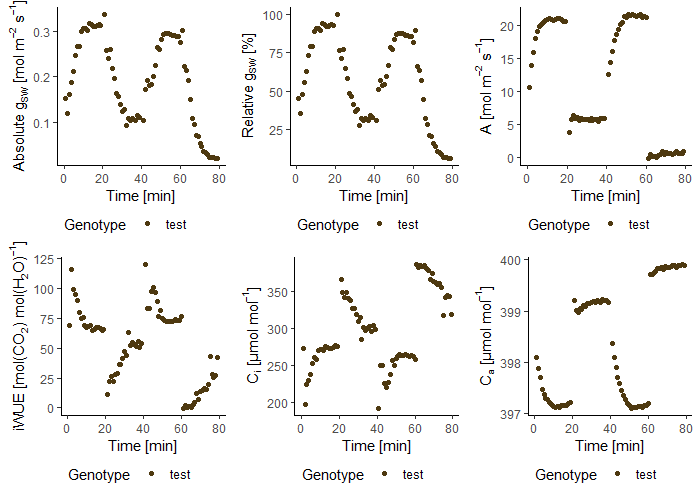 Absolute gsw [mol m⁻² s⁻¹]
0.3
0.2
0.1
0 20 40 60 80
Time [min]
Genotype test
Relative gsw [%]
100
75
50
25
0 20 40 60 80
Time [min]
Genotype test
A [mol m⁻² s⁻¹]
20
15
10
5
0
0 20 40 60 80
Time [min]
Genotype test
iWUE [mol(CO₂) mol(H₂O)⁻¹]
125
100
75
50
25
0
0 20 40 60 80
Time [min]
Genotype test
Ci [µmol mol⁻¹]
350
300
250
200
0 20 40 60 80
Time [min]
Genotype test
Ca [µmol mol⁻¹]
400
399
398
397
0 20 40 60 80
Time [min]
Genotype test